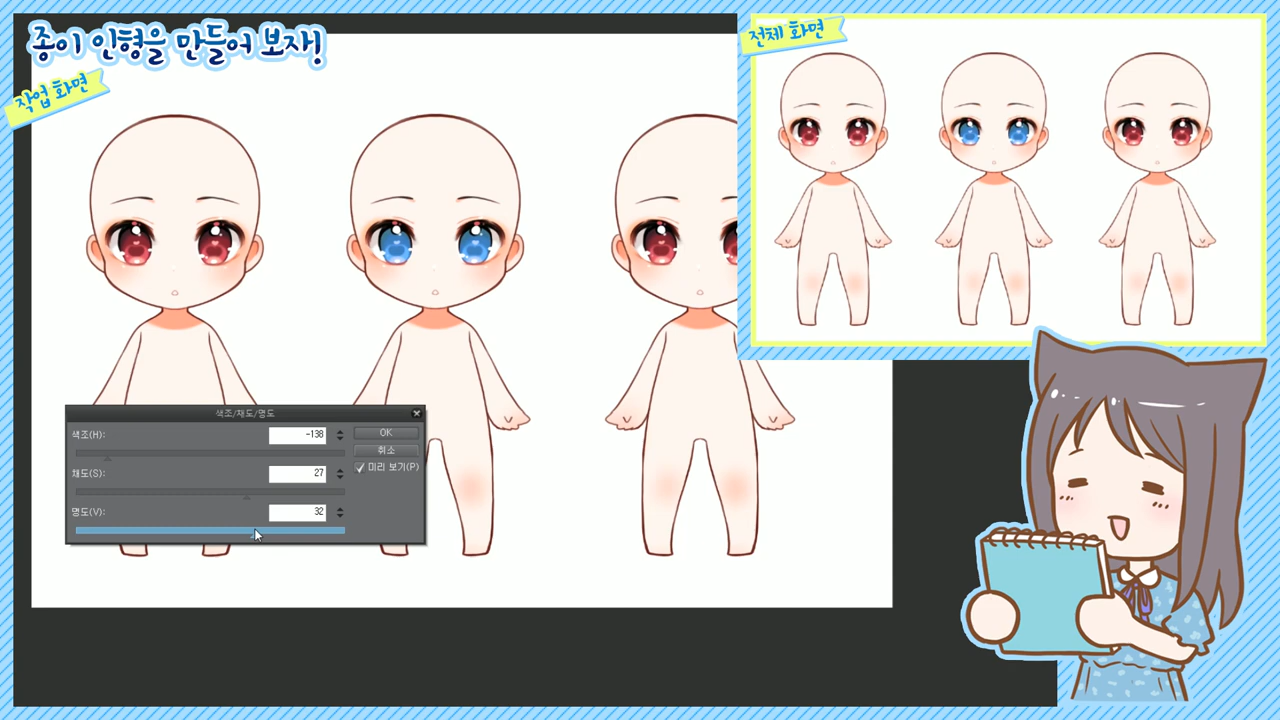 종이 인형을 만들어 보자!
작업 화면
전체 화면
색조/채도/명도
색조(H):
-138
OK
취소
미리 보기(P)
채도(S):
27
명도(V):
32